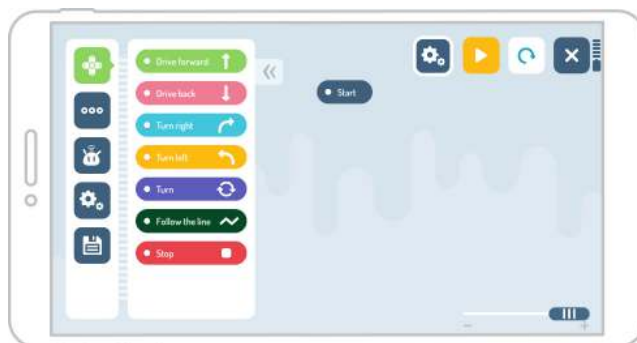 Drive forward
Drive back
Turn right
Turn left
Turn
Follow the line
Stop
Start